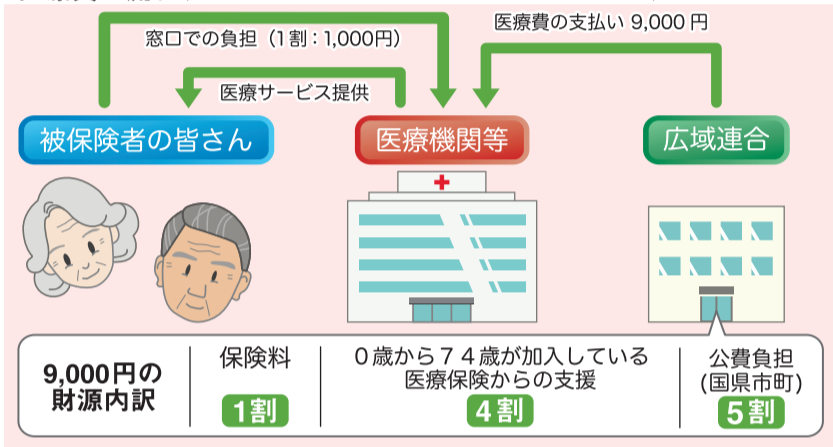 窓口での負担（1割：1,000円）
医療費の支払い 9,000 円
医療サービス提供
被保険者の皆さん
医療機関等
広域連合
9,000円の
財源内訳
保険料
1割
０歳から７４歳が加入している
医療保険からの支援
4割
公費負担
(国県市町)
5割